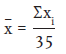 x̄ = Σxᵢ / 35